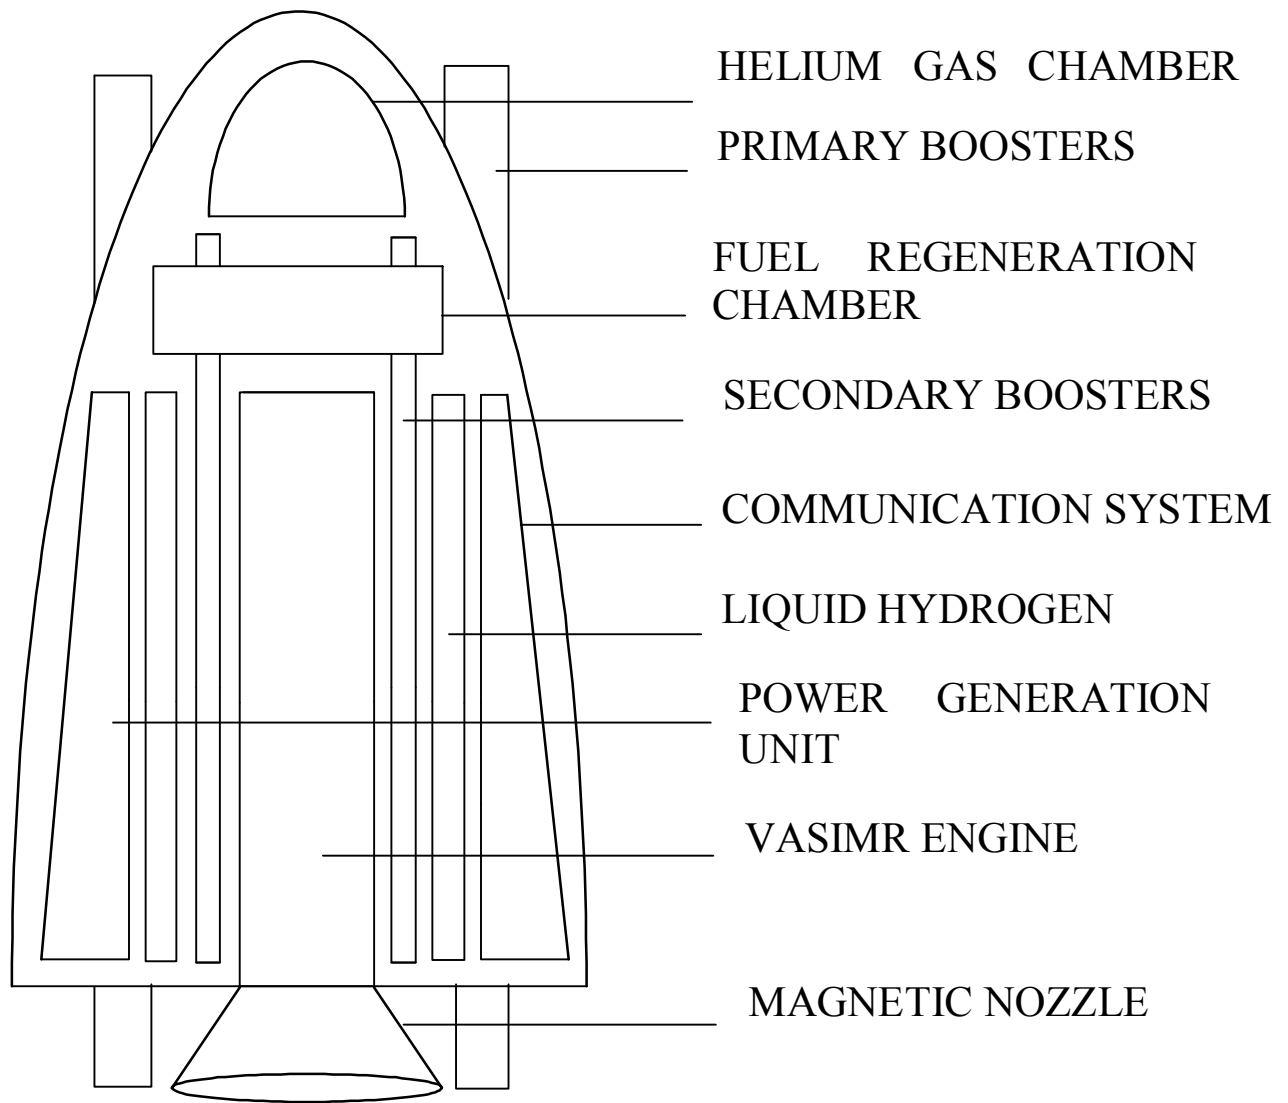 HELIUM GAS CHAMBER
PRIMARY BOOSTERS
FUEL REGENERATION
CHAMBER
SECONDARY BOOSTERS
COMMUNICATION SYSTEM
LIQUID HYDROGEN
POWER GENERATION
UNIT
VASIMR ENGINE
MAGNETIC NOZZLE